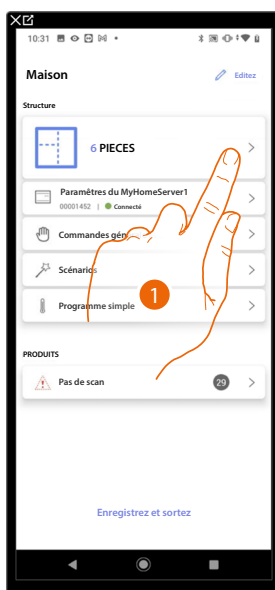 10:31
Maison
Editez
Structure
6 PIECES
Paramètres du MyHomeServer1
00001452 | Connecté
Commandes gén
Scénarios
Programme simple
1
PRODUITS
Pas de scan
29
Enregistrez et sortez